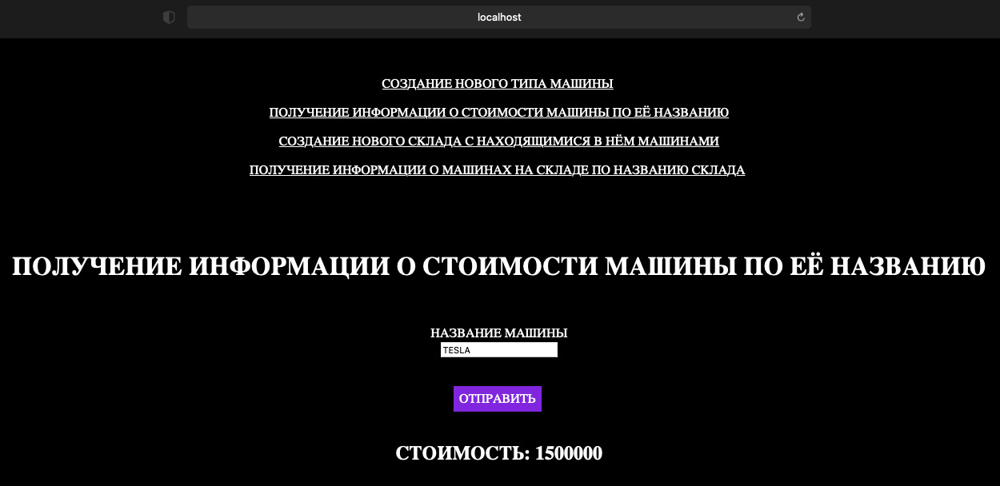 localhost
СОЗДАНИЕ НОВОГО ТИПА МАШИНЫ
ПОЛУЧЕНИЕ ИНФОРМАЦИИ О СТОИМОСТИ МАШИНЫ ПО ЕЁ НАЗВАНИЮ
СОЗДАНИЕ НОВОГО СКЛАДА С НАХОДЯЩИМИСЯ В НЁМ МАШИНАМИ
ПОЛУЧЕНИЕ ИНФОРМАЦИИ О МАШИНАХ НА СКЛАДЕ ПО НАЗВАНИЮ СКЛАДА
ПОЛУЧЕНИЕ ИНФОРМАЦИИ О СТОИМОСТИ МАШИНЫ ПО ЕЁ НАЗВАНИЮ
НАЗВАНИЕ МАШИНЫ
TESLA
ОТПРАВИТЬ
СТОИМОСТЬ: 1500000